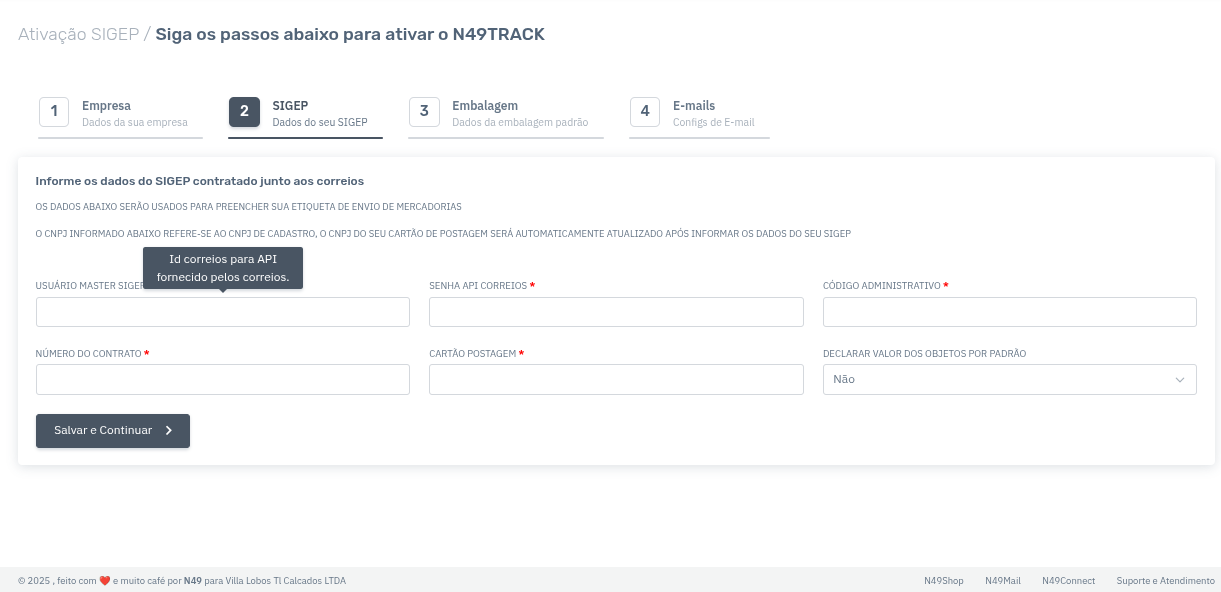 Ativação SIGEP / Siga os passos abaixo para ativar o N49TRACK
1 Empresa
Dados da sua empresa
2 SIGEP
Dados do seu SIGEP
3 Embalagem
Dados da embalagem padrão
4 E-mails
Configs de E-mail
Informe os dados do SIGEP contratado junto aos correios
OS DADOS ABAIXO SERÃO USADOS PARA PREENCHER SUA ETIQUETA DE ENVIO DE MERCADORIAS
O CNPJ INFORMADO ABAIXO REFERE-SE AO CNPJ DE CADASTRO, O CNPJ DO SEU CARTÃO DE POSTAGEM SERÁ AUTOMATICAMENTE ATUALIZADO APÓS INFORMAR OS DADOS DO SEU SIGEP
Id correios para API
fornecido pelos correios.
USUÁRIO MASTER SIGEP
SENHA API CORREIOS *
CÓDIGO ADMINISTRATIVO *
NÚMERO DO CONTRATO *
CARTÃO POSTAGEM *
DECLARAR VALOR DOS OBJETOS POR PADRÃO
Não
Salvar e Continuar
© 2025 , feito com ❤️ e muito café por N49 para Villa Lobos Tl Calcados LTDA
N49Shop N49Mail N49Connect Suporte e Atendimento